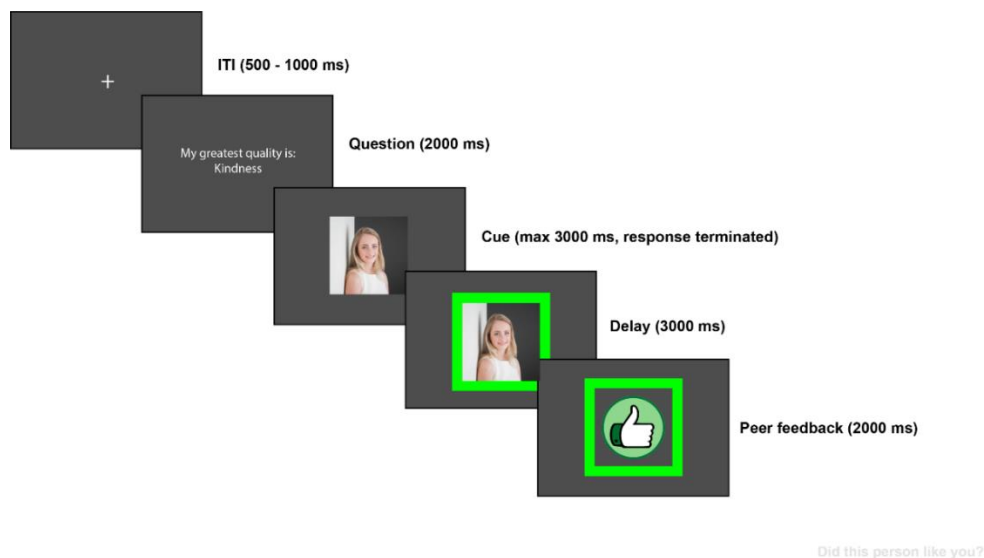 ITI (500 - 1000 ms)
My greatest quality is:
Kindness
Question (2000 ms)
Cue (max 3000 ms, response terminated)
Delay (3000 ms)
Peer feedback (2000 ms)
Did this person like you?